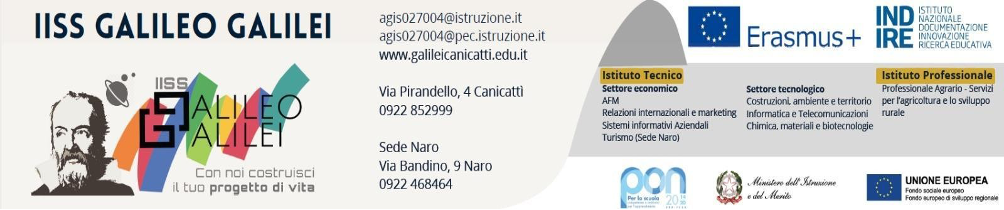 IISS GALILEO GALILEI
IISS
GALILEO
GALILEI
Con noi costruisci
il tuo progetto di vita
agis027004@istruzione.it
agis027004@pec.istruzione.it
www.galileicanicatti.edu.it
Via Pirandello, 4 Canicattì
0922 852999
Sede Naro
Via Bandino, 9 Naro
0922 468464
Erasmus+
INDIRE
ISTITUTO
NAZIONALE
DOCUMENTAZIONE
INNOVAZIONE
RICERCA EDUCATIVA
Istituto Tecnico
Settore economico
AFM
Relazioni internazionali e marketing
Sistemi informativi Aziendali
Turismo (Sede Naro)
Settore tecnologico
Costruzioni, ambiente e territorio
Informatica e Telecomunicazioni
Chimica, materiali e biotecnologie
Istituto Professionale
Professionale Agrario - Servizi
per l'agricoltura e lo sviluppo
rurale
pon
Per la scuola
Ministero dell'Istruzione
e del Merito
UNIONE EUROPEA
Fondo sociale europeo
Fondo europeo di sviluppo regionale